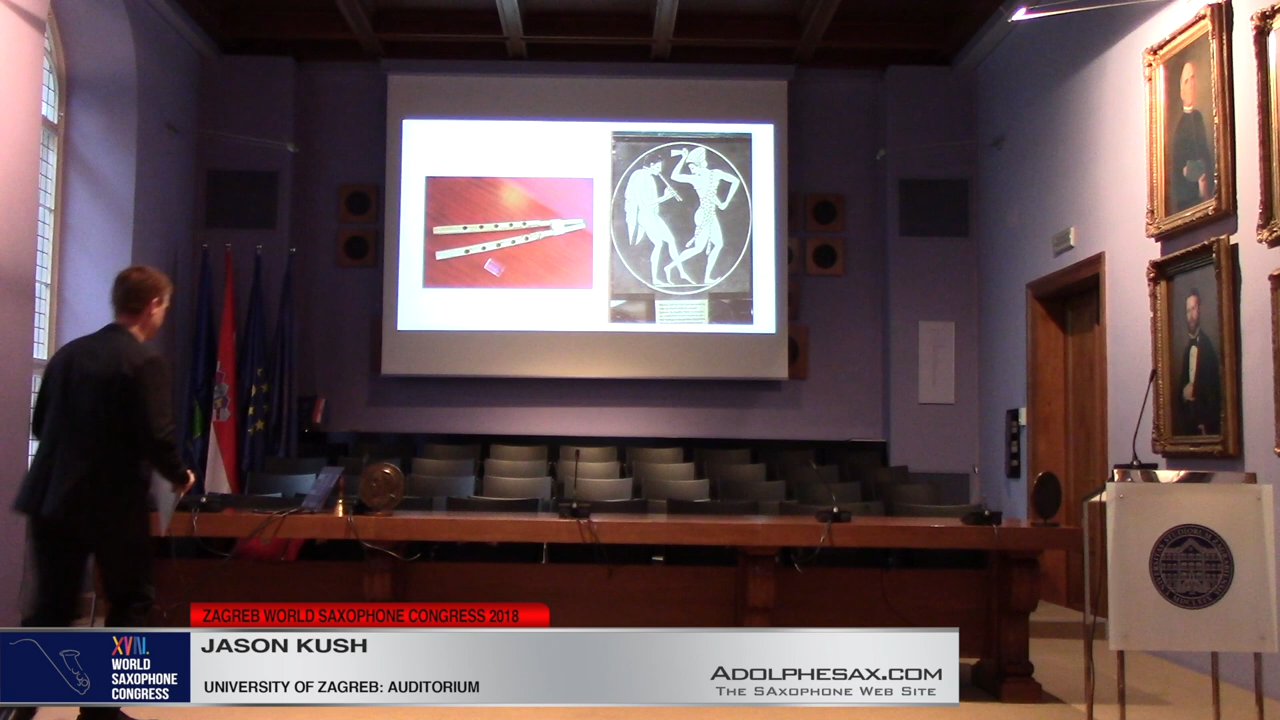 ZAGREB WORLD SAXOPHONE CONGRESS 2018
JASON KUSH
UNIVERSITY OF ZAGREB: AUDITORIUM
ADOLPHESAX.COM
THE SAXOPHONE WEB SITE
XVIII.
WORLD
SAXOPHONE
CONGRESS